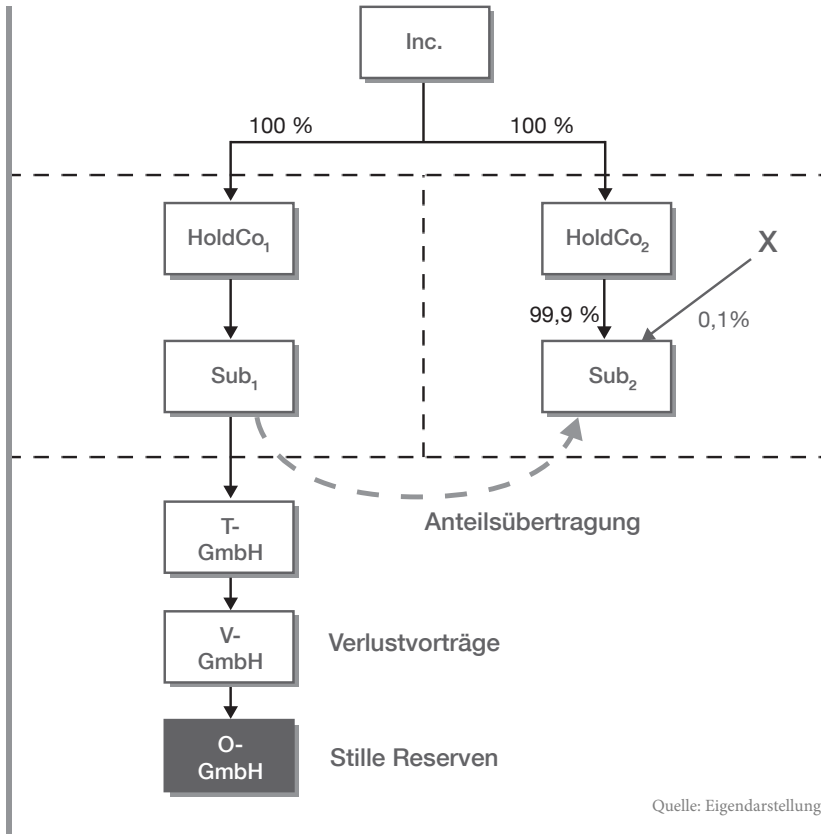 Inc.
100 %
100 %
HoldCo₁
HoldCo₂
X
99,9 %
0,1%
Sub₁
Sub₂
Anteilsübertragung
T-
GmbH
V-
GmbH
Verlustvorträge
O-
GmbH
Stille Reserven
Quelle: Eigendarstellung